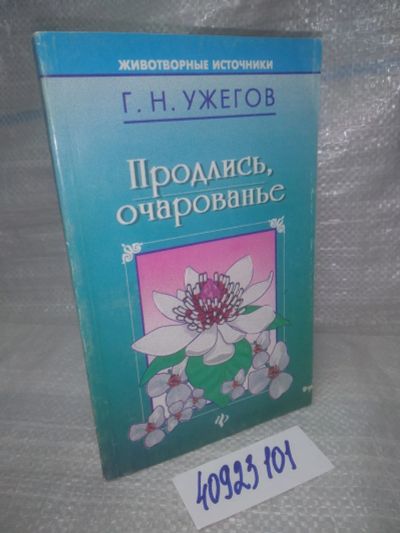 ЖИВОТВОРНЫЕ ИСТОЧНИКИ
Г. Н. УЖЕГОВ
Продлись,
очарованье
40923101